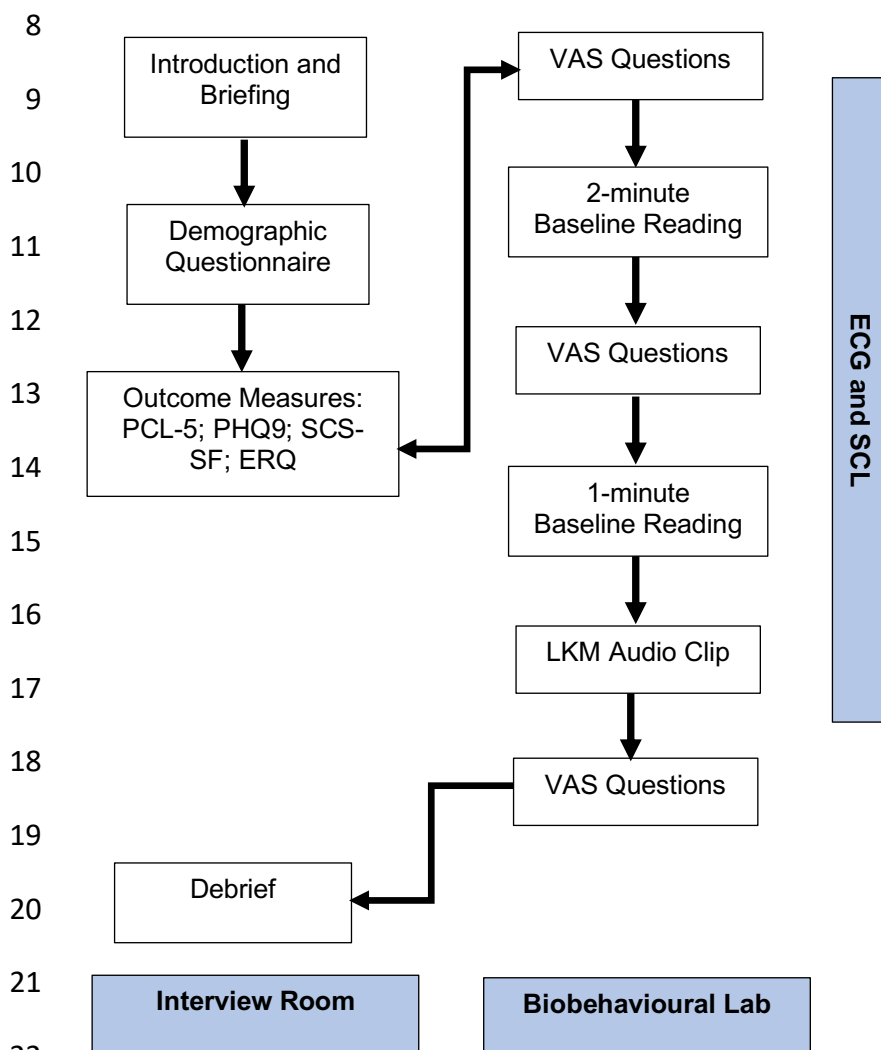 8
9
10
11
12
13
14
15
16
17
18
19
20
21
Introduction and
Briefing
Demographic
Questionnaire
Outcome Measures:
PCL-5; PHQ9; SCS-
SF; ERQ
VAS Questions
2-minute
Baseline Reading
VAS Questions
1-minute
Baseline Reading
LKM Audio Clip
VAS Questions
Debrief
ECG and SCL
Interview Room
Biobehavioural Lab